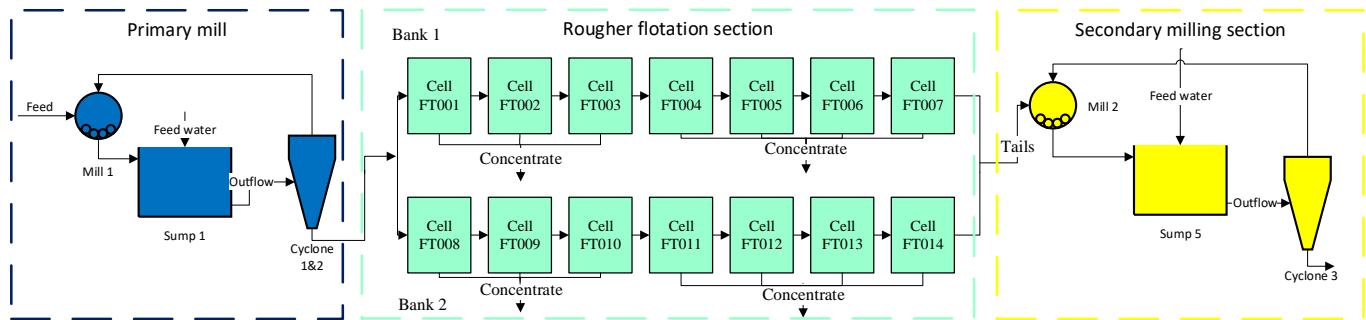 Primary mill
Feed
Feed water
Mill 1
Outflow
Sump 1
Cyclone
1&2
Rougher flotation section
Bank 1
Cell
FT001
Cell
FT002
Cell
FT003
Cell
FT004
Cell
FT005
Cell
FT006
Cell
FT007
Concentrate
Concentrate
Cell
FT008
Cell
FT009
Cell
FT010
Cell
FT011
Cell
FT012
Cell
FT013
Cell
FT014
Concentrate
Concentrate
Bank 2
Tails
Secondary milling section
Mill 2
Feed water
Outflow
Sump 5
Cyclone 3